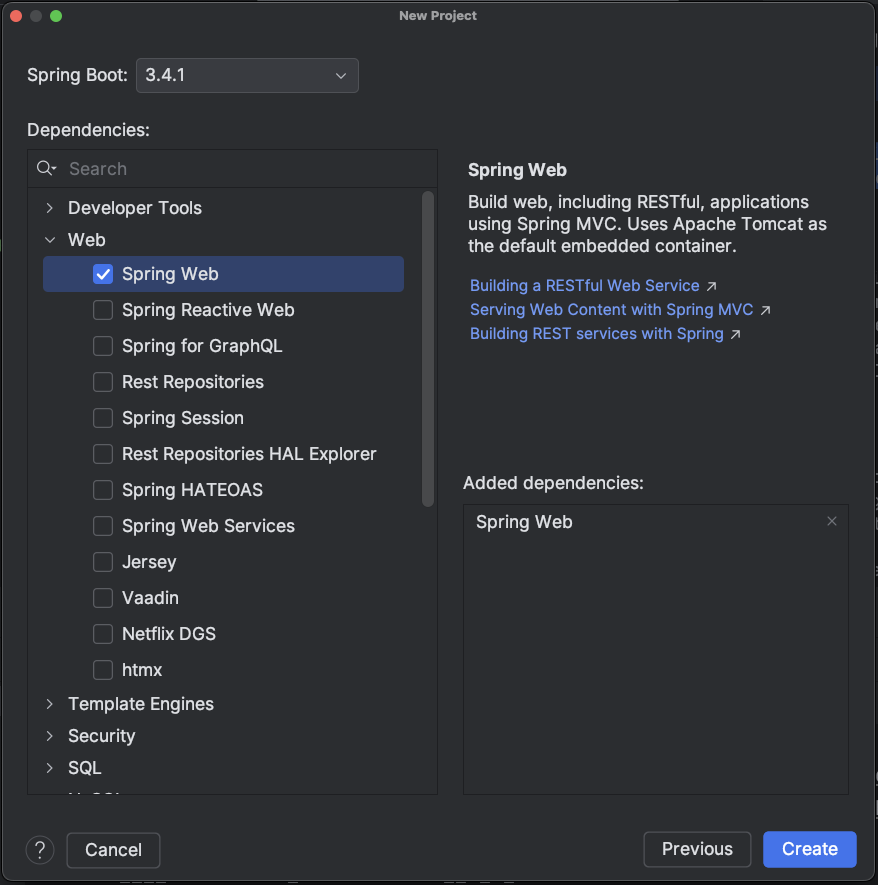 New Project
Spring Boot: 3.4.1
Dependencies:
Search
Developer Tools
Web
Spring Web
Spring Reactive Web
Spring for GraphQL
Rest Repositories
Spring Session
Rest Repositories HAL Explorer
Spring HATEOAS
Spring Web Services
Jersey
Vaadin
Netflix DGS
htmx
Template Engines
Security
SQL
Spring Web
Build web, including RESTful, applications
using Spring MVC. Uses Apache Tomcat as
the default embedded container.
Building a RESTful Web Service ↗
Serving Web Content with Spring MVC ↗
Building REST services with Spring ↗
Added dependencies:
Spring Web
? Cancel Previous Create